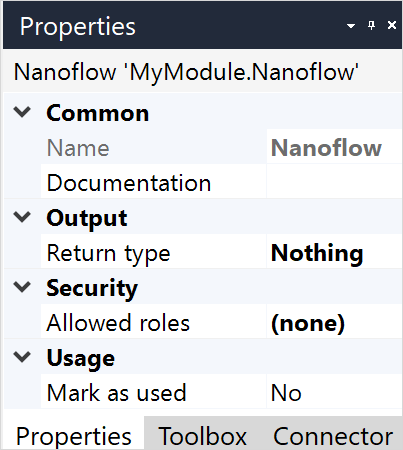 Properties
Nanoflow 'MyModule.Nanoflow'
Common
Name Nanoflow
Documentation
Output
Return type Nothing
Security
Allowed roles (none)
Usage
Mark as used No
Properties Toolbox Connector